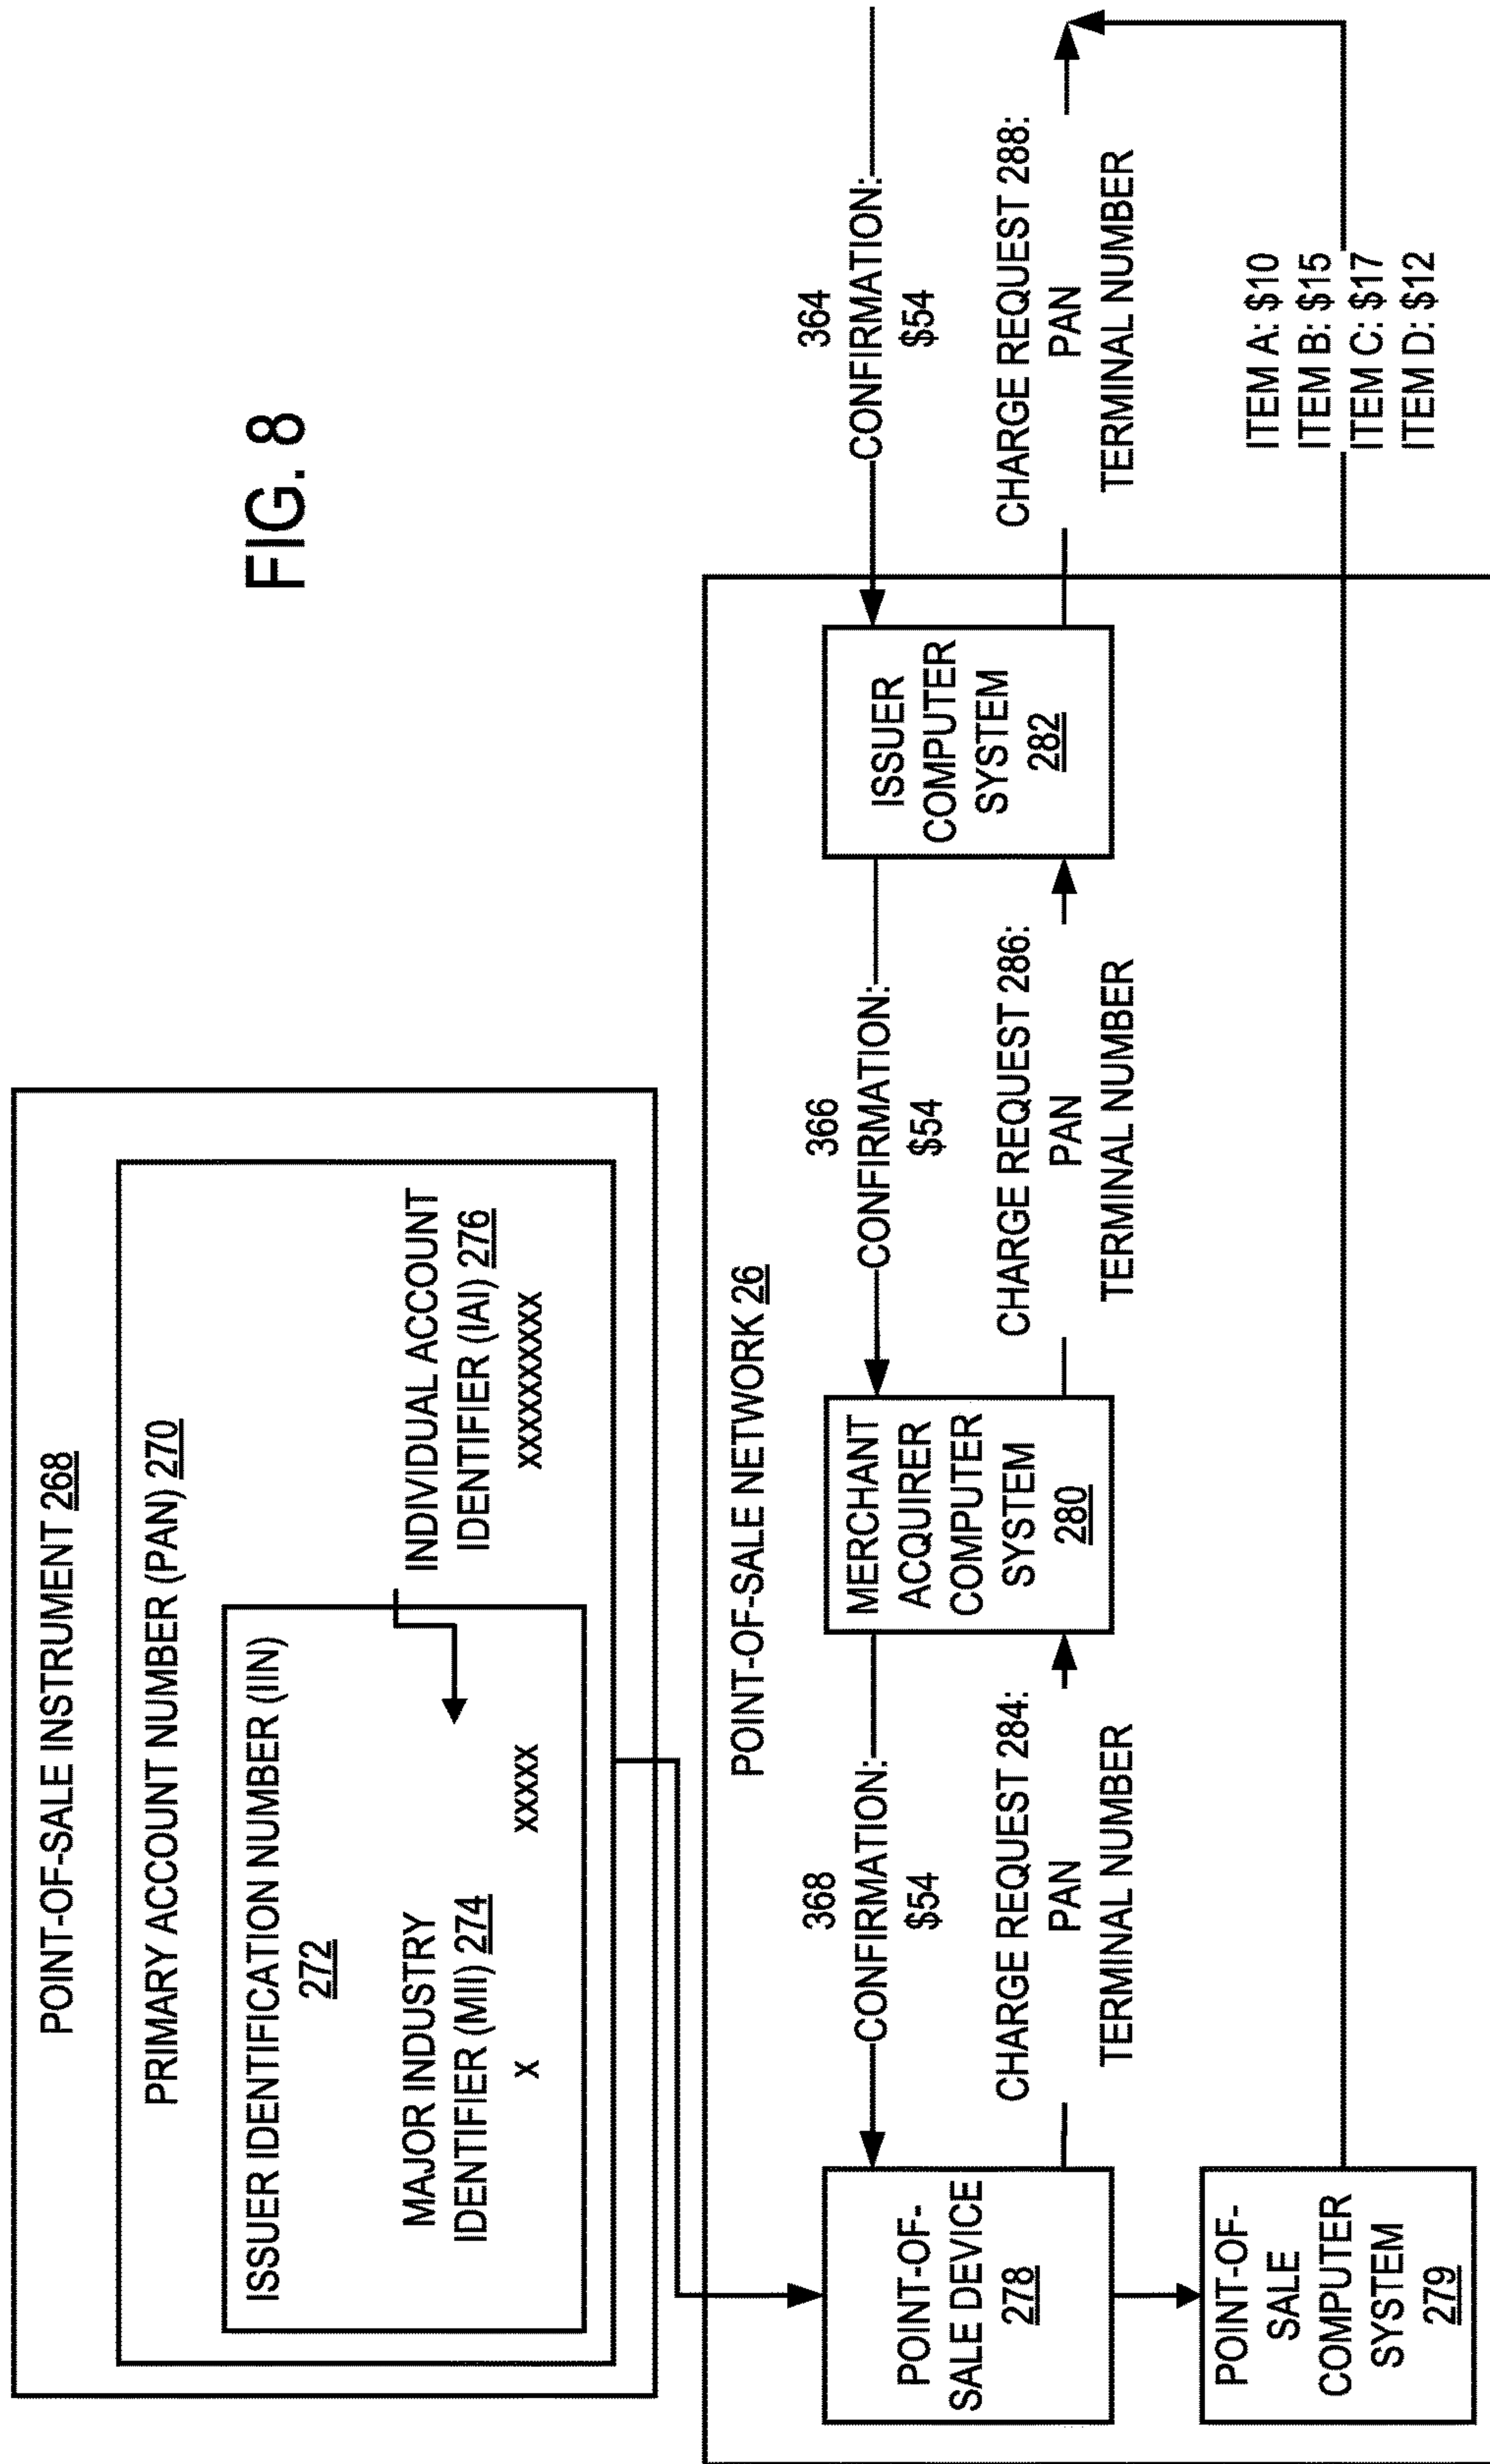 FIG. 8
POINT-OF-SALE INSTRUMENT 268
PRIMARY ACCOUNT NUMBER (PAN) 270
ISSUER IDENTIFICATION NUMBER (IIN)
272
MAJOR INDUSTRY
IDENTIFIER (MII) 274
X
XXXXX
INDIVIDUAL ACCOUNT
IDENTIFIER (IAI) 276
XXXXXXXXXX
POINT-OF-SALE NETWORK 26
POINT-OF-
SALE DEVICE
278
368
CONFIRMATION:
$54
CHARGE REQUEST 284:
PAN
TERMINAL NUMBER
MERCHANT
ACQUIRER
COMPUTER
SYSTEM
280
366
CONFIRMATION:
$54
CHARGE REQUEST 286:
PAN
TERMINAL NUMBER
ISSUER
COMPUTER
SYSTEM
282
364
CONFIRMATION:
$54
CHARGE REQUEST 288:
PAN
TERMINAL NUMBER
POINT-OF-
SALE
COMPUTER
SYSTEM
279
ITEM A: $10
ITEM B: $15
ITEM C: $17
ITEM D: $12